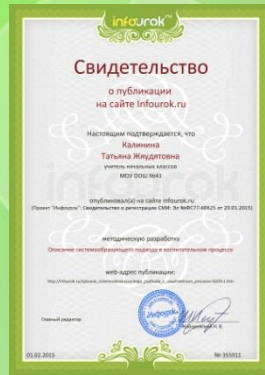 infourok
Свидетельство
о публикации
на сайте Infourok.ru
Настоящим подтверждается, что
Калинина
Татьяна Жяудятовна
учитель начальных классов
МОУ ООШ №41
опубликовал(а) на сайте infourok.ru
(Проект "Инфоурок": Свидетельство о регистрации СМИ: Эл №ФС77-60625 от 20.01.2015)
методическую разработку
Описание системообразующего подхода в воспитательном процессе
web-адрес публикации:
Главный редактор
01.02.2015
№ 355911